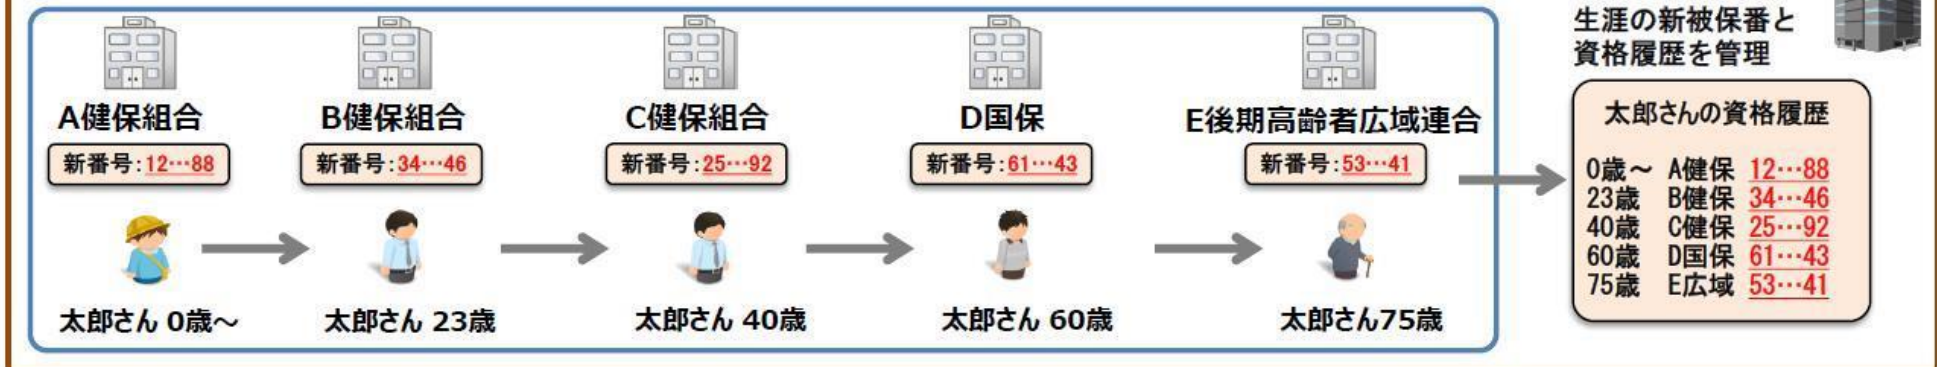 A健保組合
新番号:12…88
太郎さん 0歳～
B健保組合
新番号:34…46
太郎さん 23歳
C健保組合
新番号:25…92
太郎さん 40歳
D国保
新番号:61…43
太郎さん 60歳
E後期高齢者広域連合
新番号:53…41
太郎さん75歳
生涯の新被保番と
資格履歴を管理
太郎さんの資格履歴
0歳～ A健保 12…88
23歳 B健保 34…46
40歳 C健保 25…92
60歳 D国保 61…43
75歳 E広域 53…41